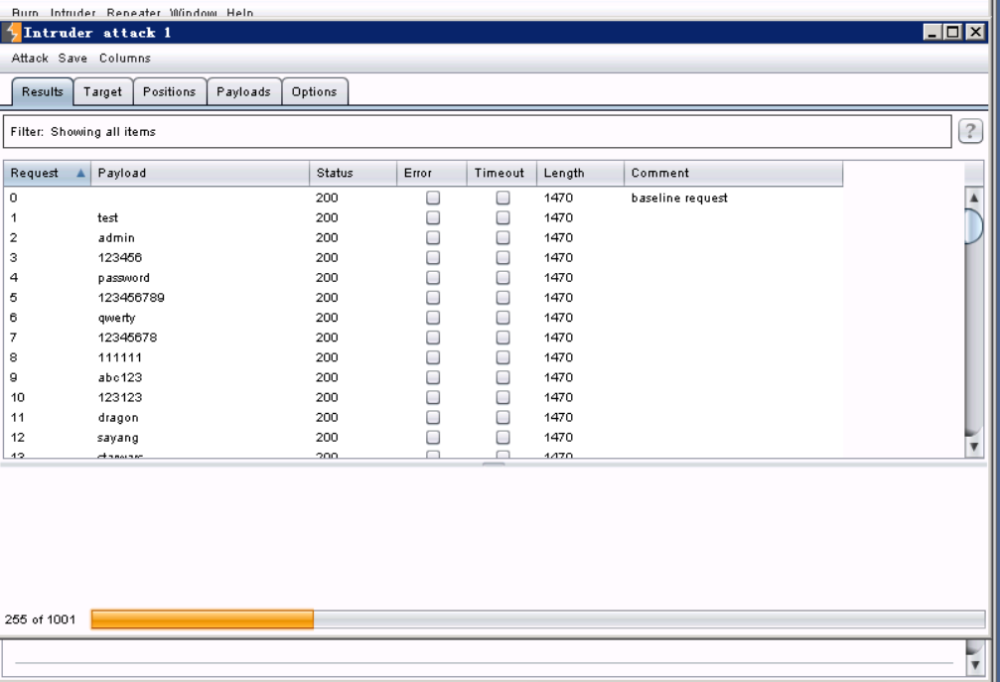 Burp Intruder Repeater Window Help
Intruder attack 1
Attack Save Columns
Results Target Positions Payloads Options
Filter: Showing all items ?
Request Payload Status Error Timeout Length Comment
0 200 1470 baseline request
1 test 200 1470
2 admin 200 1470
3 123456 200 1470
4 password 200 1470
5 123456789 200 1470
6 qwerty 200 1470
7 12345678 200 1470
8 111111 200 1470
9 abc123 200 1470
10 123123 200 1470
11 dragon 200 1470
12 sayang 200 1470
13 starwars 200 1470
255 of 1001